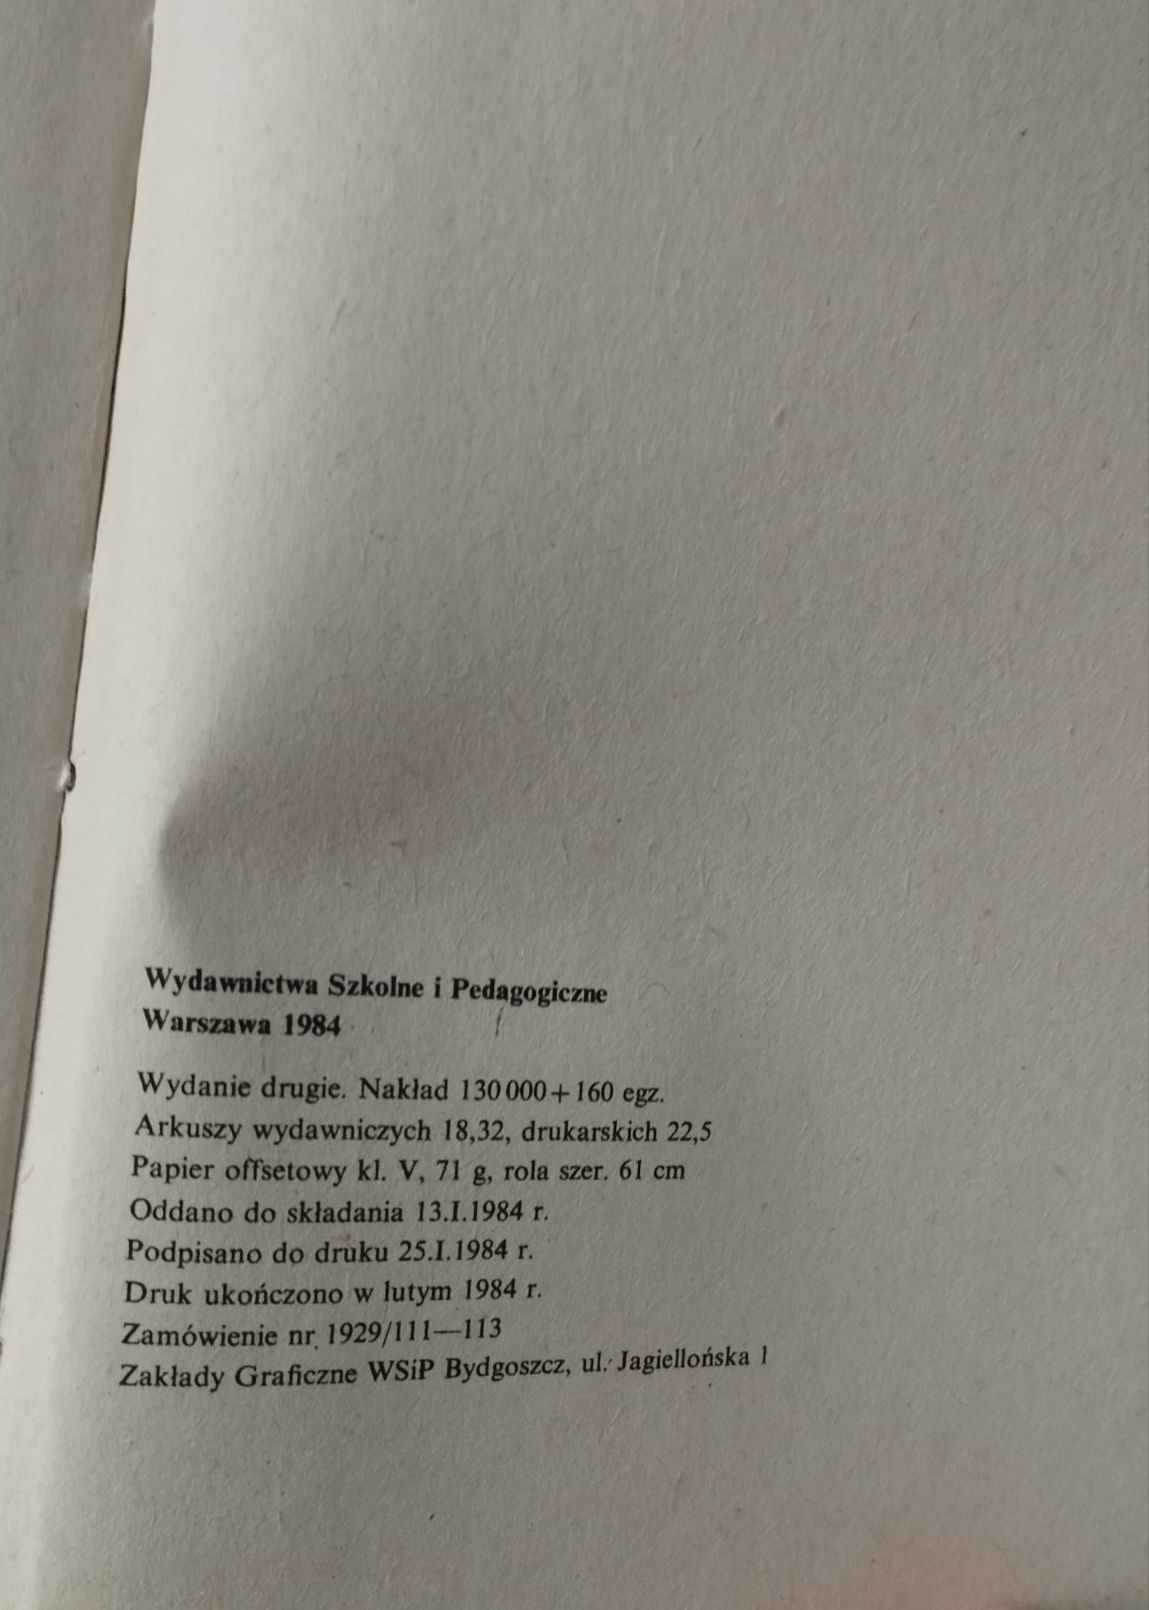 Wydawnictwa Szkolne i Pedagogiczne
Warszawa 1984
Wydanie drugie. Nakład 130 000+160 egz.
Arkuszy wydawniczych 18,32, drukarskich 22,5
Papier offsetowy kl. V, 71 g, rola szer. 61 cm
Oddano do składania 13.I.1984 r.
Podpisano do druku 25.I.1984 r.
Druk ukończono w lutym 1984 r.
Zamówienie nr 1929/111—113
Zakłady Graficzne WSiP Bydgoszcz, ul. Jagiellońska 1